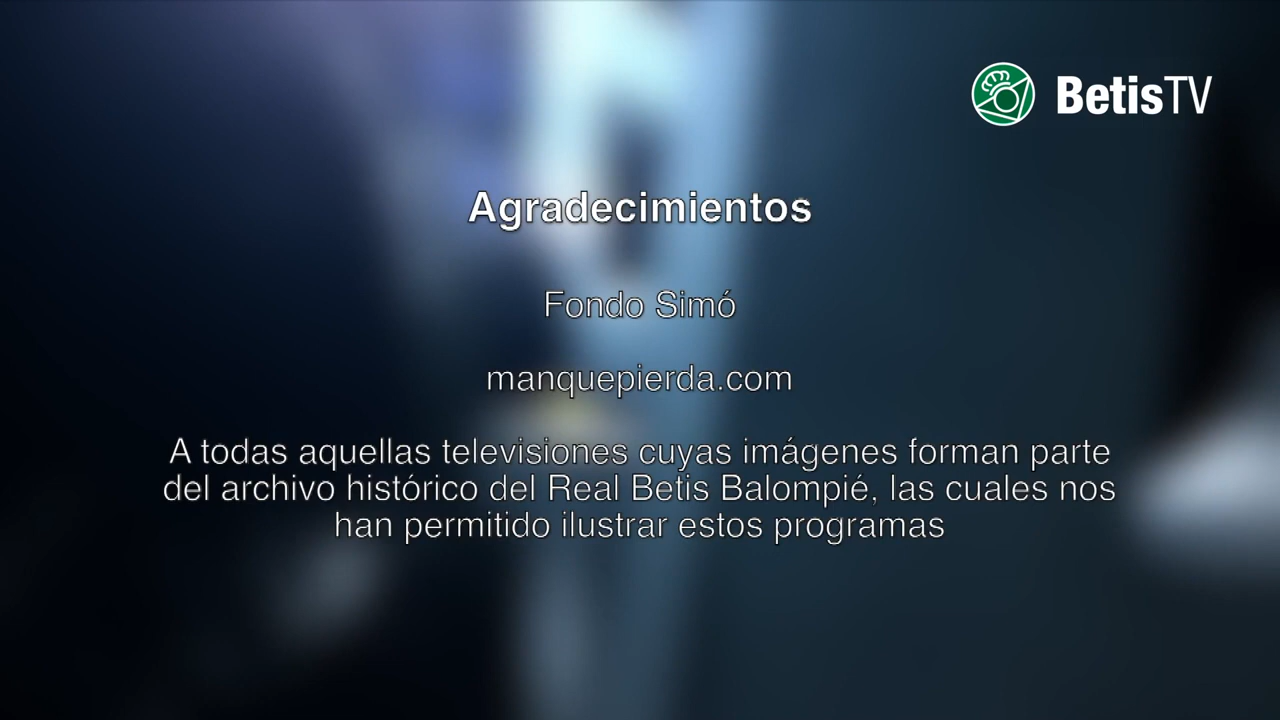 BetisTV
Agradecimientos
Fondo Simó
manquepierda.com
A todas aquellas televisiones cuyas imágenes forman parte
del archivo histórico del Real Betis Balompié, las cuales nos
han permitido ilustrar estos programas